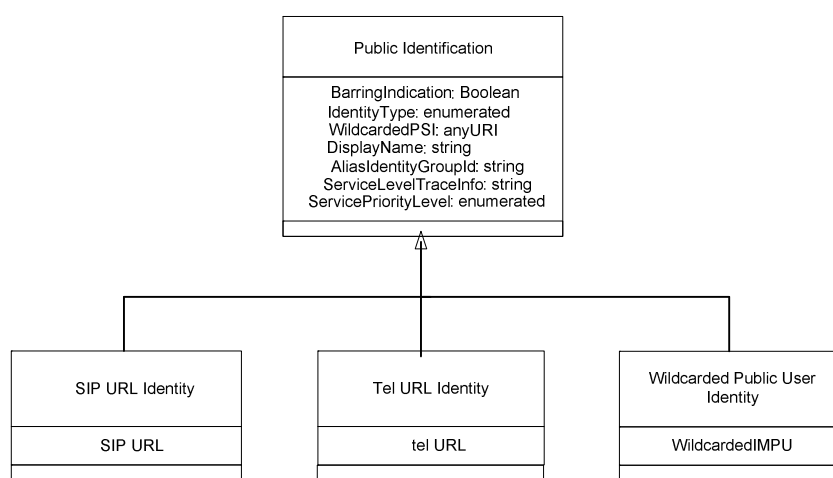 Public Identification
BarringIndication: Boolean
IdentityType: enumerated
WildcardedPSI: anyURI
DisplayName: string
AliasIdentityGroupId: string
ServiceLevelTraceInfo: string
ServicePriorityLevel: enumerated
SIP URL Identity
SIP URL
Tel URL Identity
tel URL
Wildcarded Public User
Identity
WildcardedIMPU